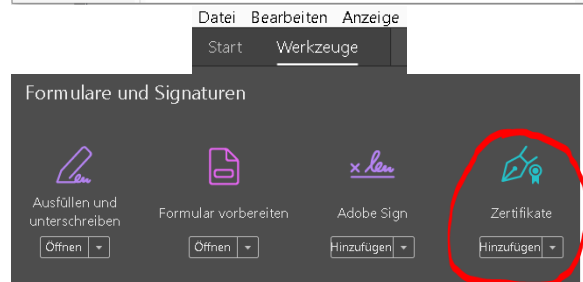 Datei Bearbeiten Anzeige
Start Werkzeuge
Formulare und Signaturen
Ausfüllen und
unterschreiben
Formular vorbereiten
Adobe Sign
Zertifikate
Öffnen
Öffnen
Hinzufügen
Hinzufügen